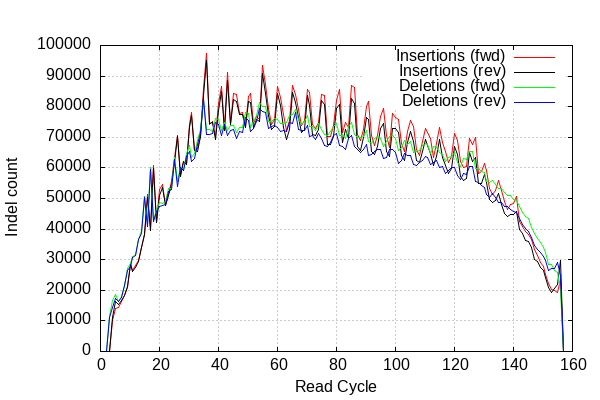 100000
90000
80000
70000
60000
50000
40000
30000
20000
10000
0
Indel count
Insertions (fwd)
Insertions (rev)
Deletions (fwd)
Deletions (rev)
0 20 40 60 80 100 120 140 160
Read Cycle